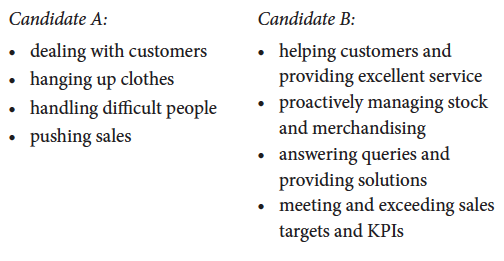 Candidate A:
• dealing with customers
• hanging up clothes
• handling difficult people
• pushing sales
Candidate B:
• helping customers and
providing excellent service
• proactively managing stock
and merchandising
• answering queries and
providing solutions
• meeting and exceeding sales
targets and KPIs